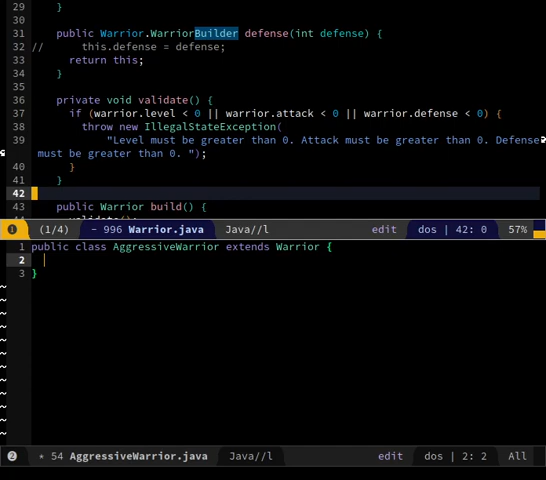 29    }
30
31    public Warrior.WarriorBuilder defense(int defense) {
32 //      this.defense = defense;
33      return this;
34    }
35
36    private void validate() {
37      if (warrior.level < 0 || warrior.attack < 0 || warrior.defense < 0) {
38        throw new IllegalStateException(
39            "Level must be greater than 0. Attack must be greater than 0. Defense
must be greater than 0. ");
40      }
41    }
42
43    public Warrior build() {
44      validate();
1 (1/4) - 996 Warrior.java Java//l edit dos | 42: 0 57%
1 public class AggressiveWarrior extends Warrior {
2
3 }
~
~
~
~
~
~
~
~
~
~
~
~
2 * 54 AggressiveWarrior.java Java//l edit dos | 2: 2 All